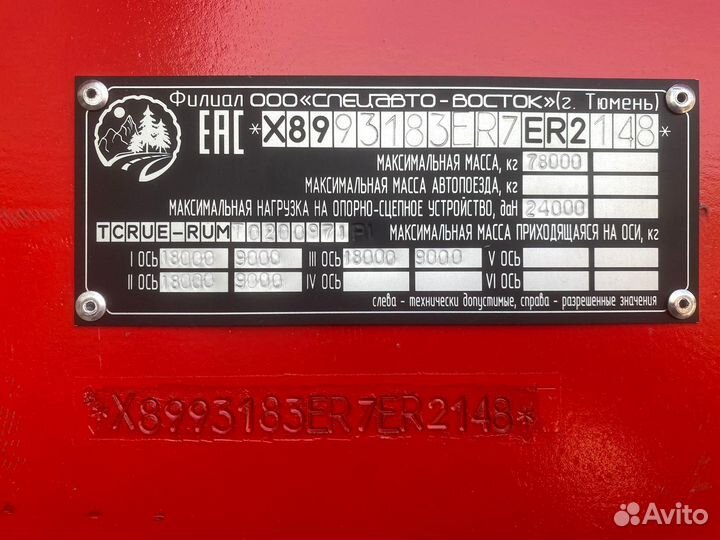 Филиал ООО «СПЕЦАВТО-ВОСТОК» (г. Тюмень)
EAC *X8993183ER7ER2148*
МАКСИМАЛЬНАЯ МАССА, кг 78000
МАКСИМАЛЬНАЯ МАССА АВТОПОЕЗДА, кг
МАКСИМАЛЬНАЯ НАГРУЗКА НА ОПОРНО-СЦЕПНОЕ УСТРОЙСТВО, даН 24000
TCRUE-RUMTO200971P1 МАКСИМАЛЬНАЯ МАССА ПРИХОДЯЩАЯСЯ НА ОСИ, кг
I ОСЬ 18000 9000 III ОСЬ 18000 9000 V ОСЬ
II ОСЬ 18000 9000 IV ОСЬ VI ОСЬ
слева - технически допустимые, справа - разрешенные значения
*X8993183ER7ER2148*
Avito